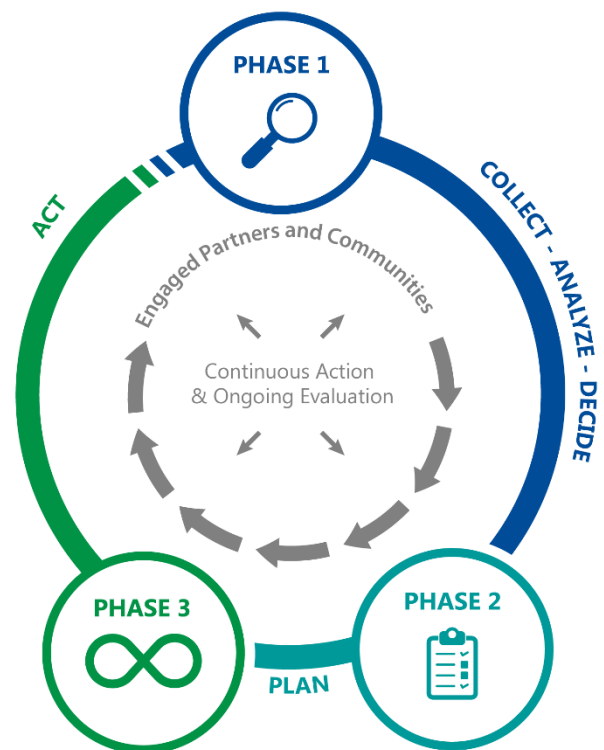 PHASE 1
COLLECT - ANALYZE - DECIDE
ACT
Engaged Partners and Communities
Continuous Action
& Ongoing Evaluation
PHASE 3
PHASE 2
PLAN